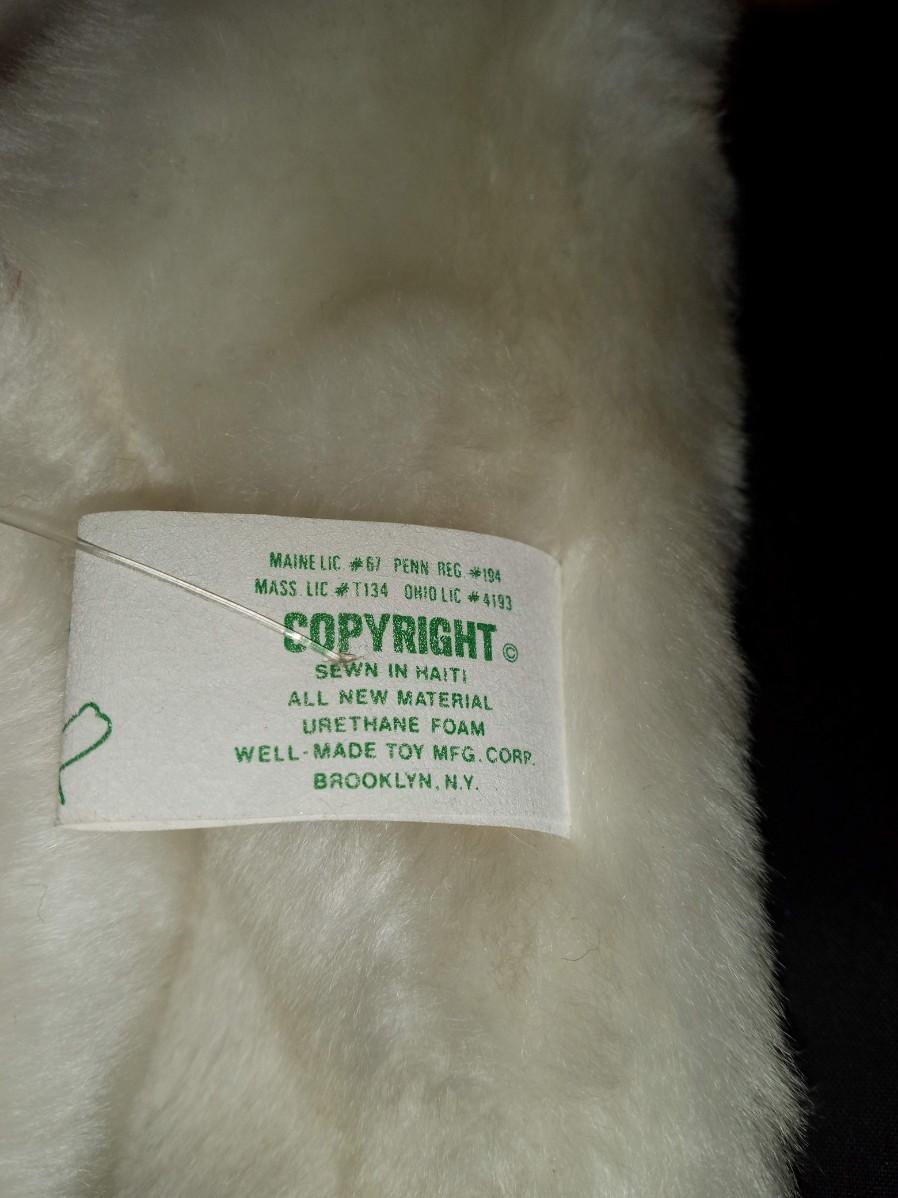 MAINE LIC #67 PENN REG #194
MASS. LIC #T134 OHIO LIC #4193
COPYRIGHT ©
SEWN IN HAITI
ALL NEW MATERIAL
URETHANE FOAM
WELL-MADE TOY MFG. CORP.
BROOKLYN, N.Y.